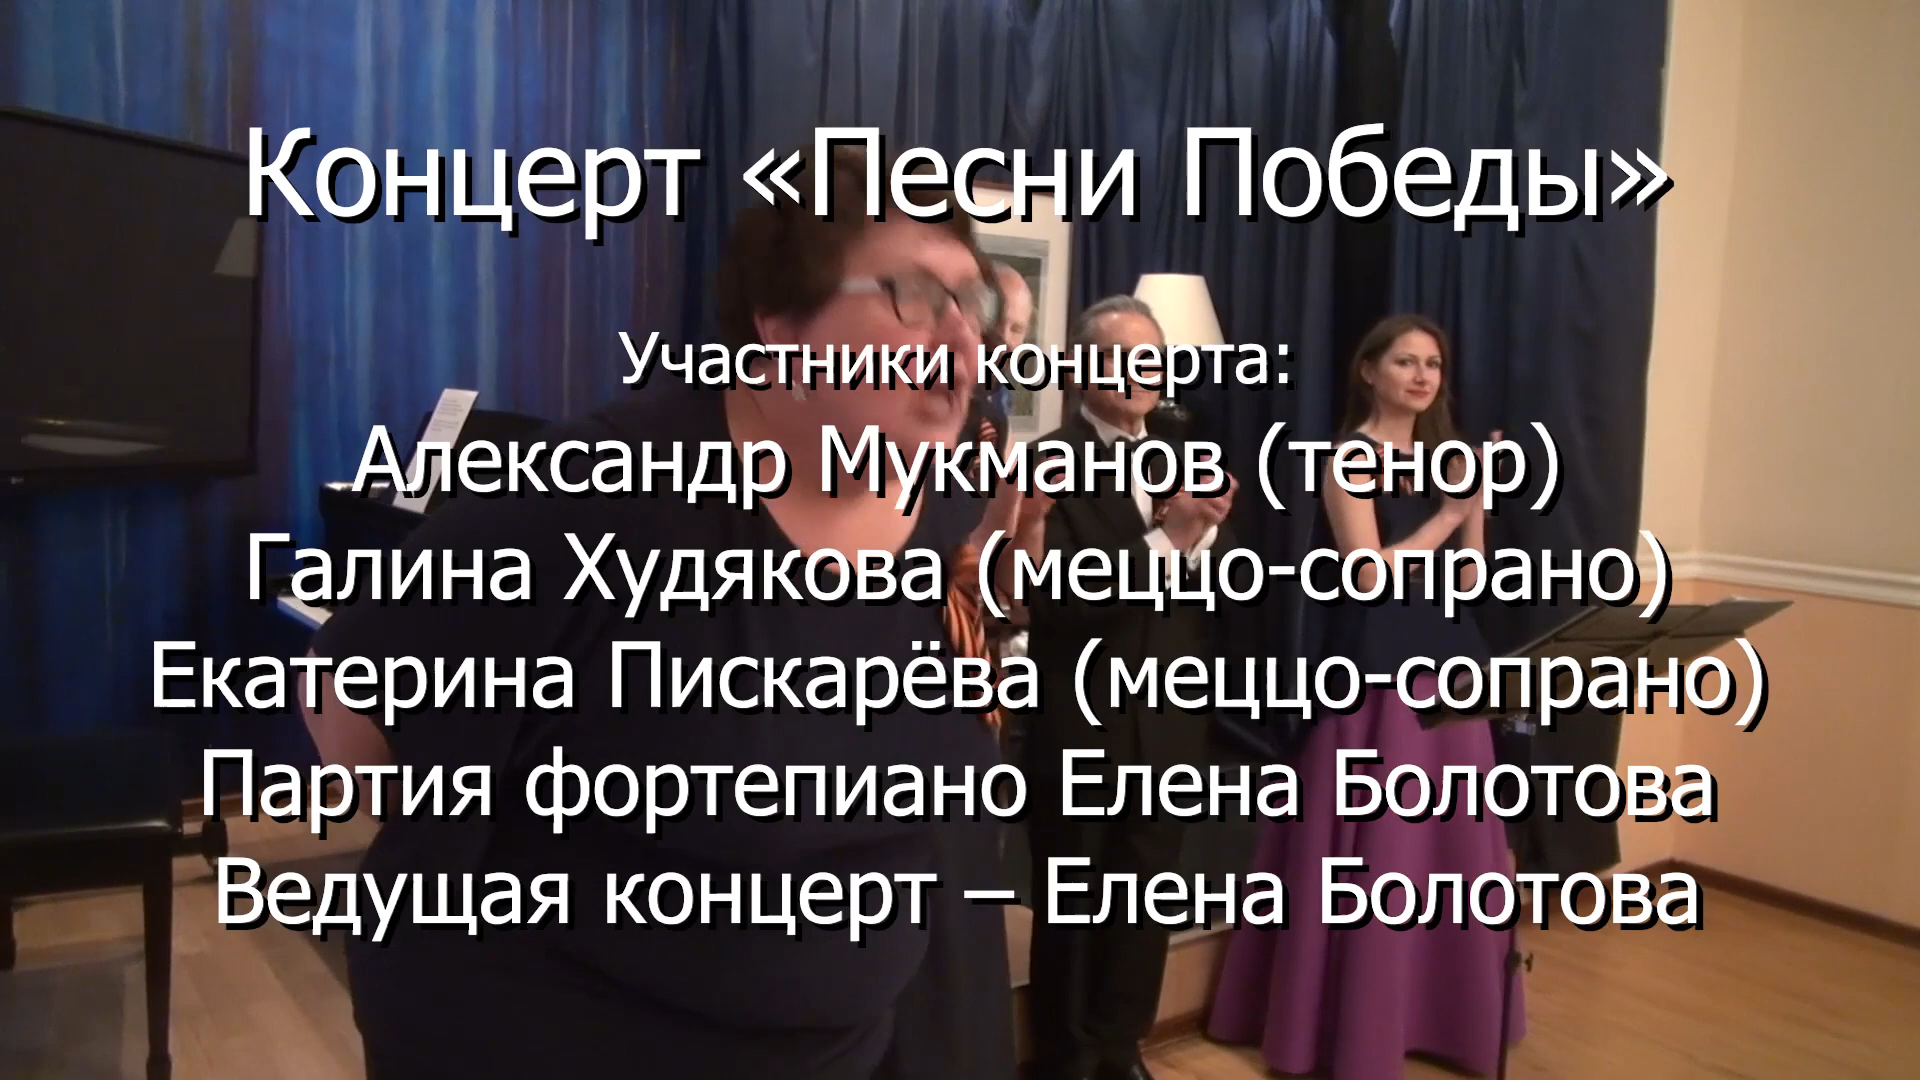 Концерт «Песни Победы»
Участники концерта:
Александр Мукманов (тенор)
Галина Худякова (меццо-сопрано)
Екатерина Пискарёва (меццо-сопрано)
Партия фортепиано Елена Болотова
Ведущая концерт – Елена Болотова